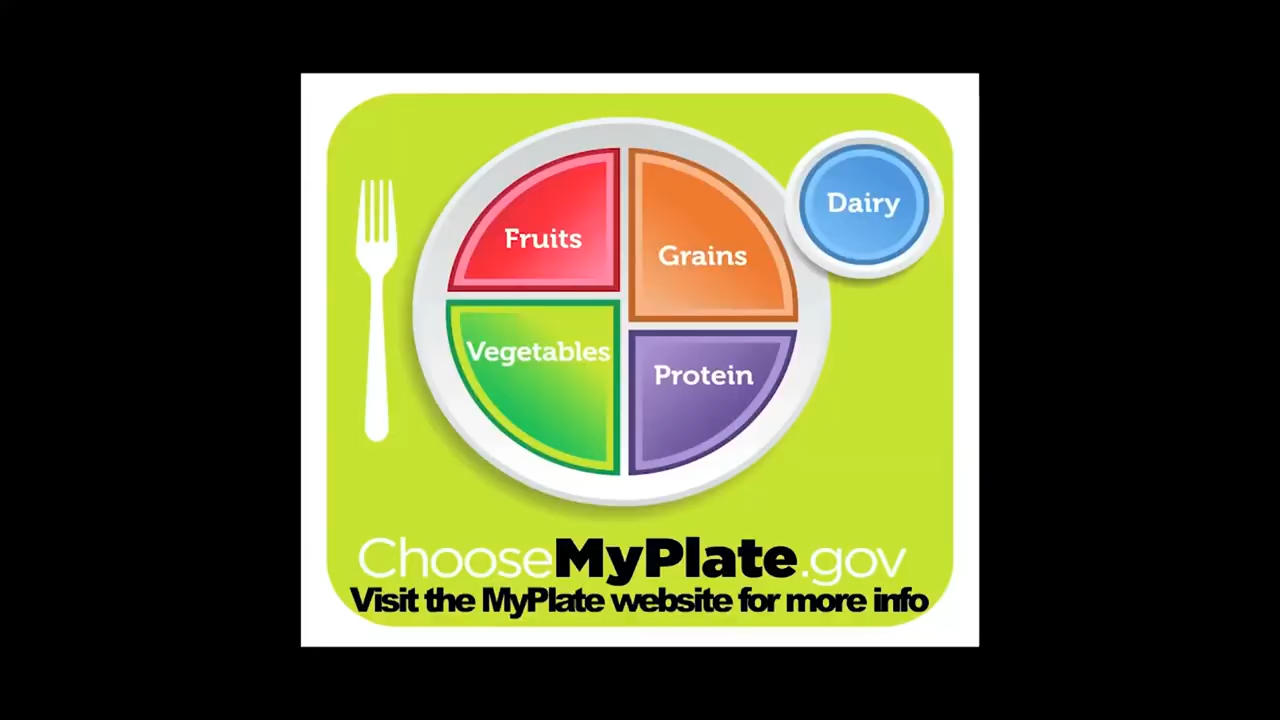 Fruits
Grains
Dairy
Vegetables
Protein
ChooseMyPlate.gov
Visit the MyPlate website for more info